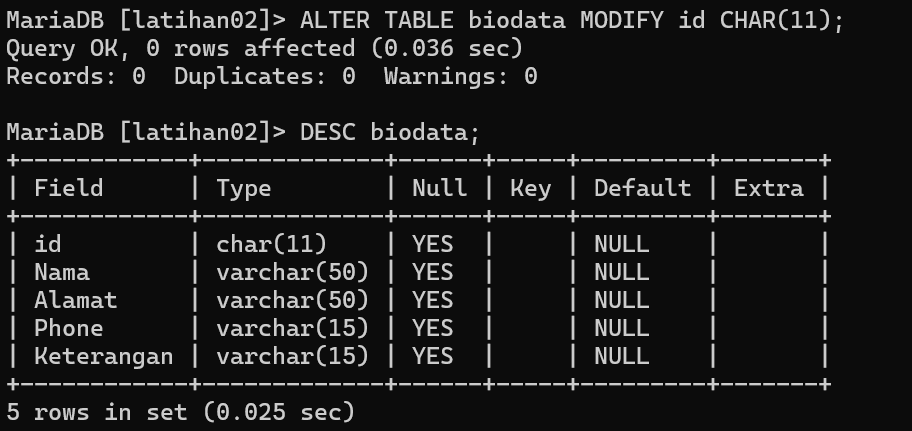 MariaDB [latihan02]> ALTER TABLE biodata MODIFY id CHAR(11);
Query OK, 0 rows affected (0.036 sec)
Records: 0  Duplicates: 0  Warnings: 0

MariaDB [latihan02]> DESC biodata;
+------------+-------------+------+-----+---------+-------+
| Field      | Type        | Null | Key | Default | Extra |
+------------+-------------+------+-----+---------+-------+
| id         | char(11)    | YES  |     | NULL    |       |
| Nama       | varchar(50) | YES  |     | NULL    |       |
| Alamat     | varchar(50) | YES  |     | NULL    |       |
| Phone      | varchar(15) | YES  |     | NULL    |       |
| Keterangan | varchar(15) | YES  |     | NULL    |       |
+------------+-------------+------+-----+---------+-------+
5 rows in set (0.025 sec)